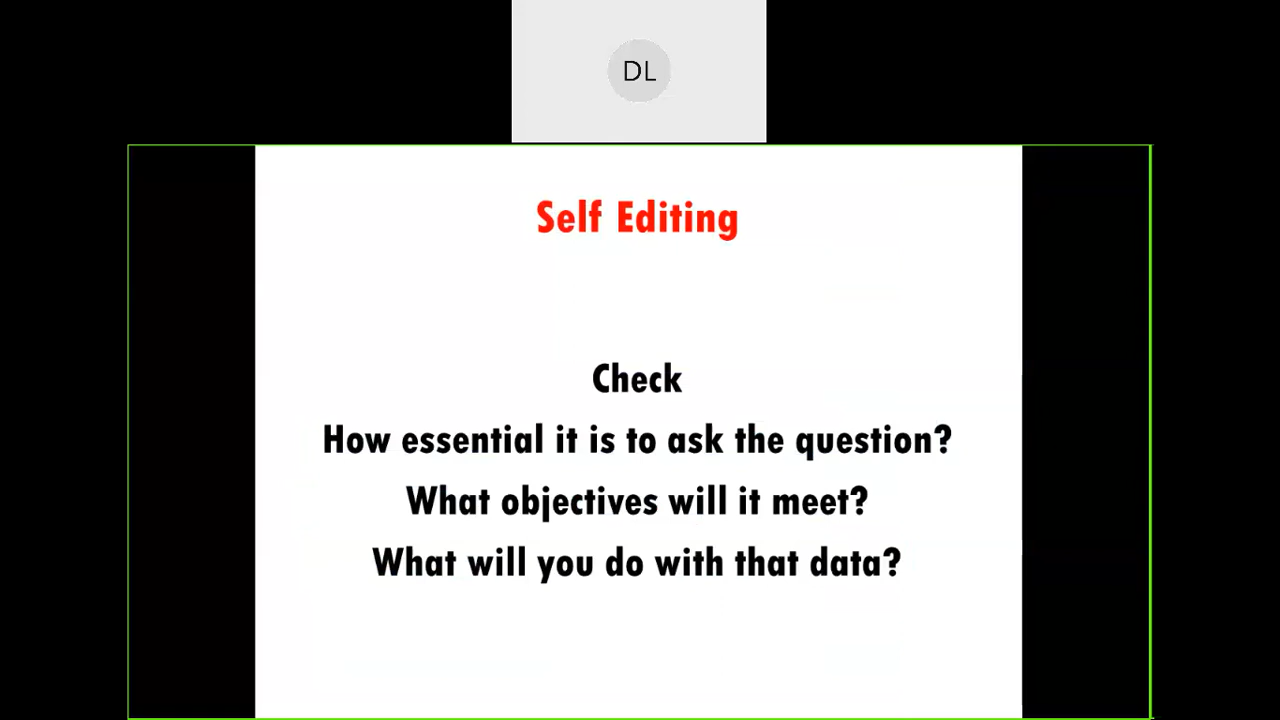 DL
Self Editing
Check
How essential it is to ask the question?
What objectives will it meet?
What will you do with that data?